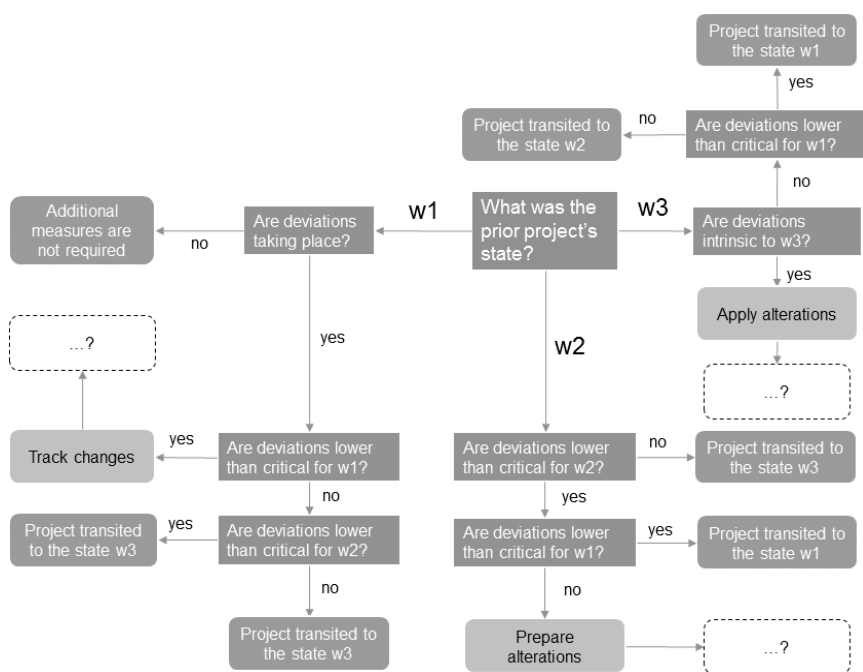 Project transited to
the state w1
yes
no
Project transited to
the state w2
Are deviations lower
than critical for w1?
no
Additional
measures are
not required
no
Are deviations
taking place?
w1
What was the
prior project's
state?
w3
Are deviations
intrinsic to w3?
yes
Apply alterations
...?
yes
w2
...?
Track changes
yes
Are deviations lower
than critical for w1?
no
Are deviations lower
than critical for w2?
no
Project transited to
the state w3
yes
Project transited
to the state w3
yes
Are deviations lower
than critical for w2?
no
Project transited to
the state w3
Are deviations lower
than critical for w1?
yes
Project transited to
the state w1
no
Prepare
alterations
...?